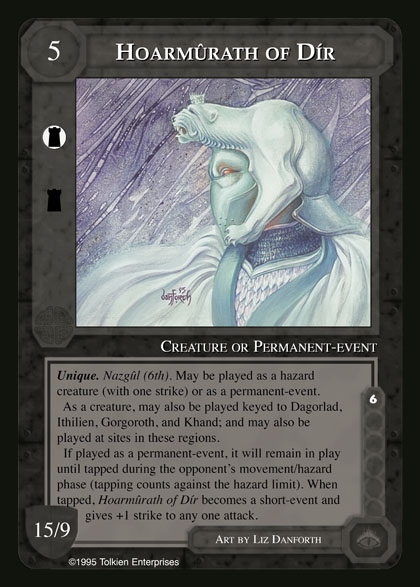 5
HOARMÛRATH OF DÍR
DANFORTH 95
CREATURE OR PERMANENT-EVENT
Unique. Nazgûl (6th). May be played as a hazard
creature (with one strike) or as a permanent-event.
As a creature, may also be played keyed to Dagorlad,
Ithilien, Gorgoroth, and Khand; and may also be
played at sites in these regions.
If played as a permanent-event, it will remain in play
until tapped during the opponent's movement/hazard
phase (tapping counts against the hazard limit). When
tapped, Hoarmûrath of Dír becomes a short-event and
gives +1 strike to any one attack.
6
15/9
ART BY LIZ DANFORTH
©1995 Tolkien Enterprises